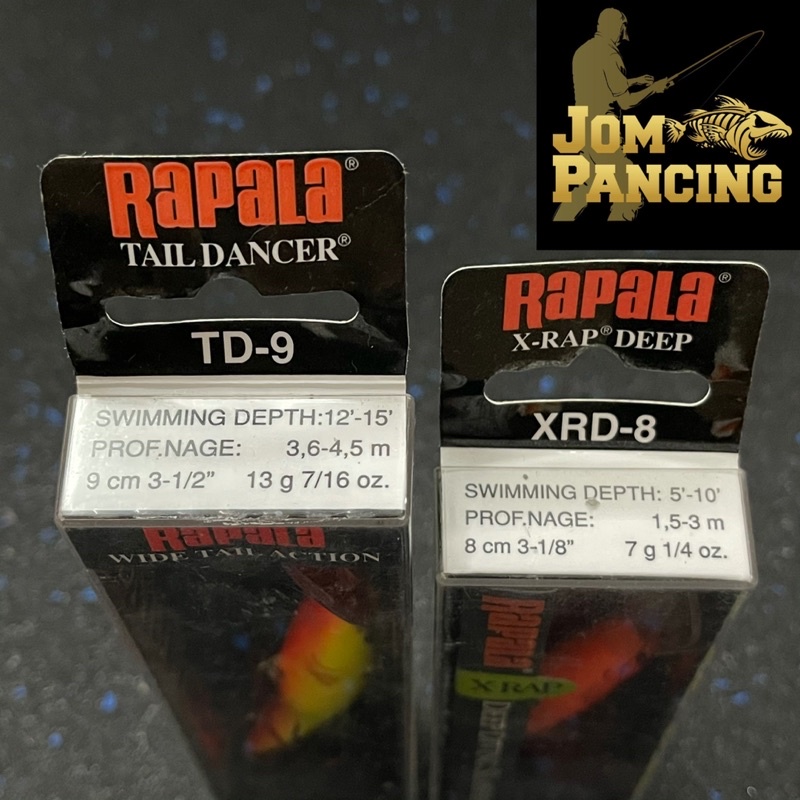 JOM
PANCING
RAPALA®
TAIL DANCER®
TD-9
SWIMMING DEPTH:12'-15'
PROF.NAGE: 3,6-4,5 m
9 cm 3-1/2" 13 g 7/16 oz.
RAPALA
WIDE TAIL ACTION
RAPALA®
X-RAP® DEEP
XRD-8
SWIMMING DEPTH: 5'-10'
PROF.NAGE: 1,5-3 m
8 cm 3-1/8" 7 g 1/4 oz.
RAPALA
X RAP